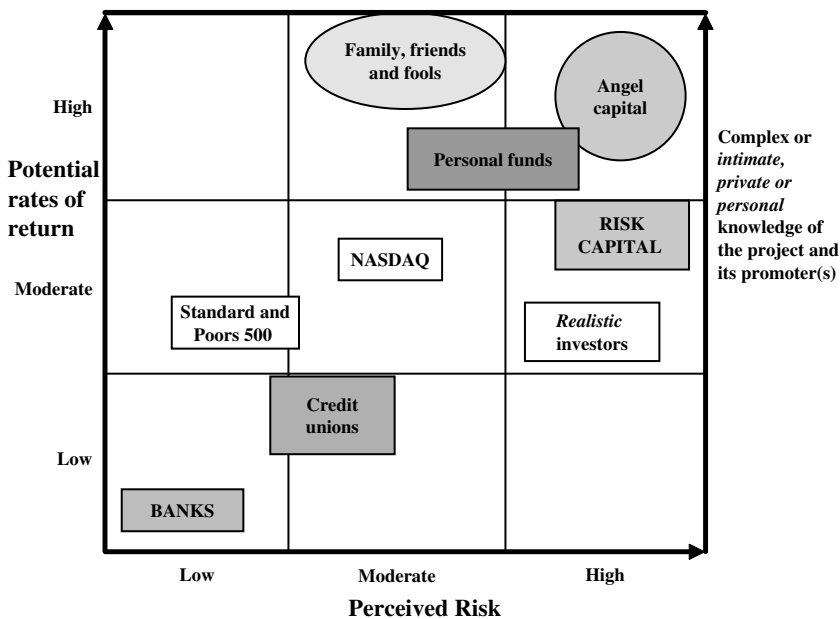 Family, friends
and fools
Angel
capital
High
Personal funds
Potential
rates of
return
Complex or
intimate,
private or
personal
knowledge of
the project and
its promoter(s)
RISK
CAPITAL
NASDAQ
Moderate
Standard and
Poors 500
Realistic
investors
Credit
unions
Low
BANKS
Low
Moderate
High
Perceived Risk